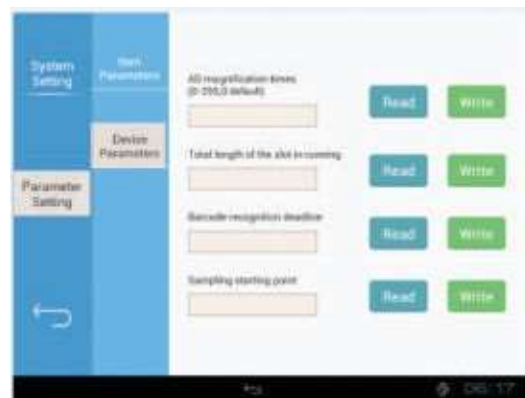 System
Setting
Parameter
Setting
Item
Parameters
Device
Parameters
AD magnification times
(0-255,0 default)
Read
Write
Total length of the slot in running
Read
Write
Barcode recognition deadline
Read
Write
Sampling starting point
Read
Write
06:17